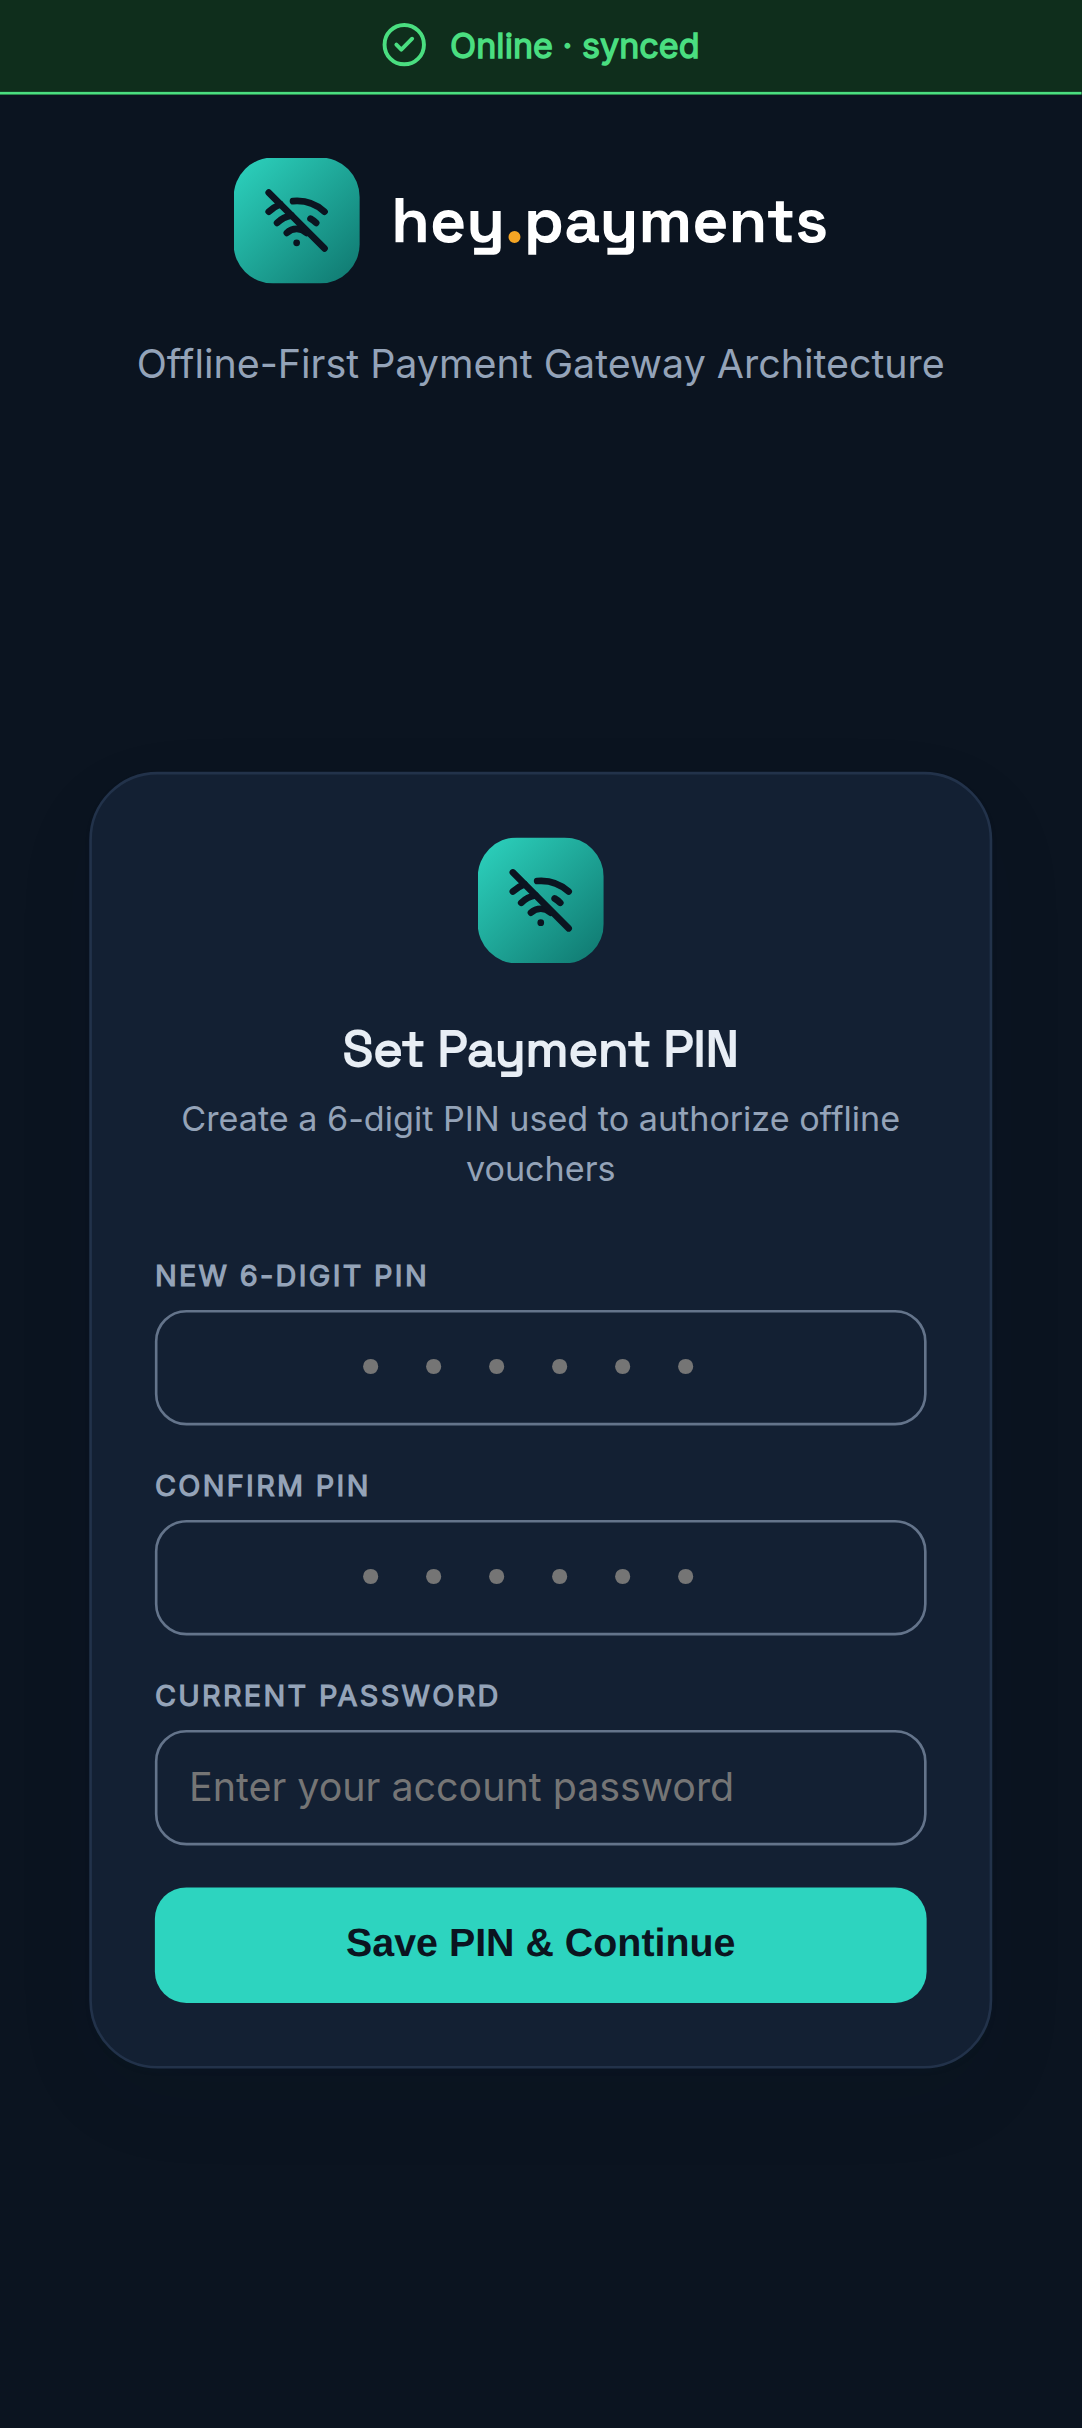 Online · synced
hey.payments
Offline-First Payment Gateway Architecture
Set Payment PIN
Create a 6-digit PIN used to authorize offline
vouchers
NEW 6-DIGIT PIN
• • • • • •
CONFIRM PIN
• • • • • •
CURRENT PASSWORD
Enter your account password
Save PIN & Continue